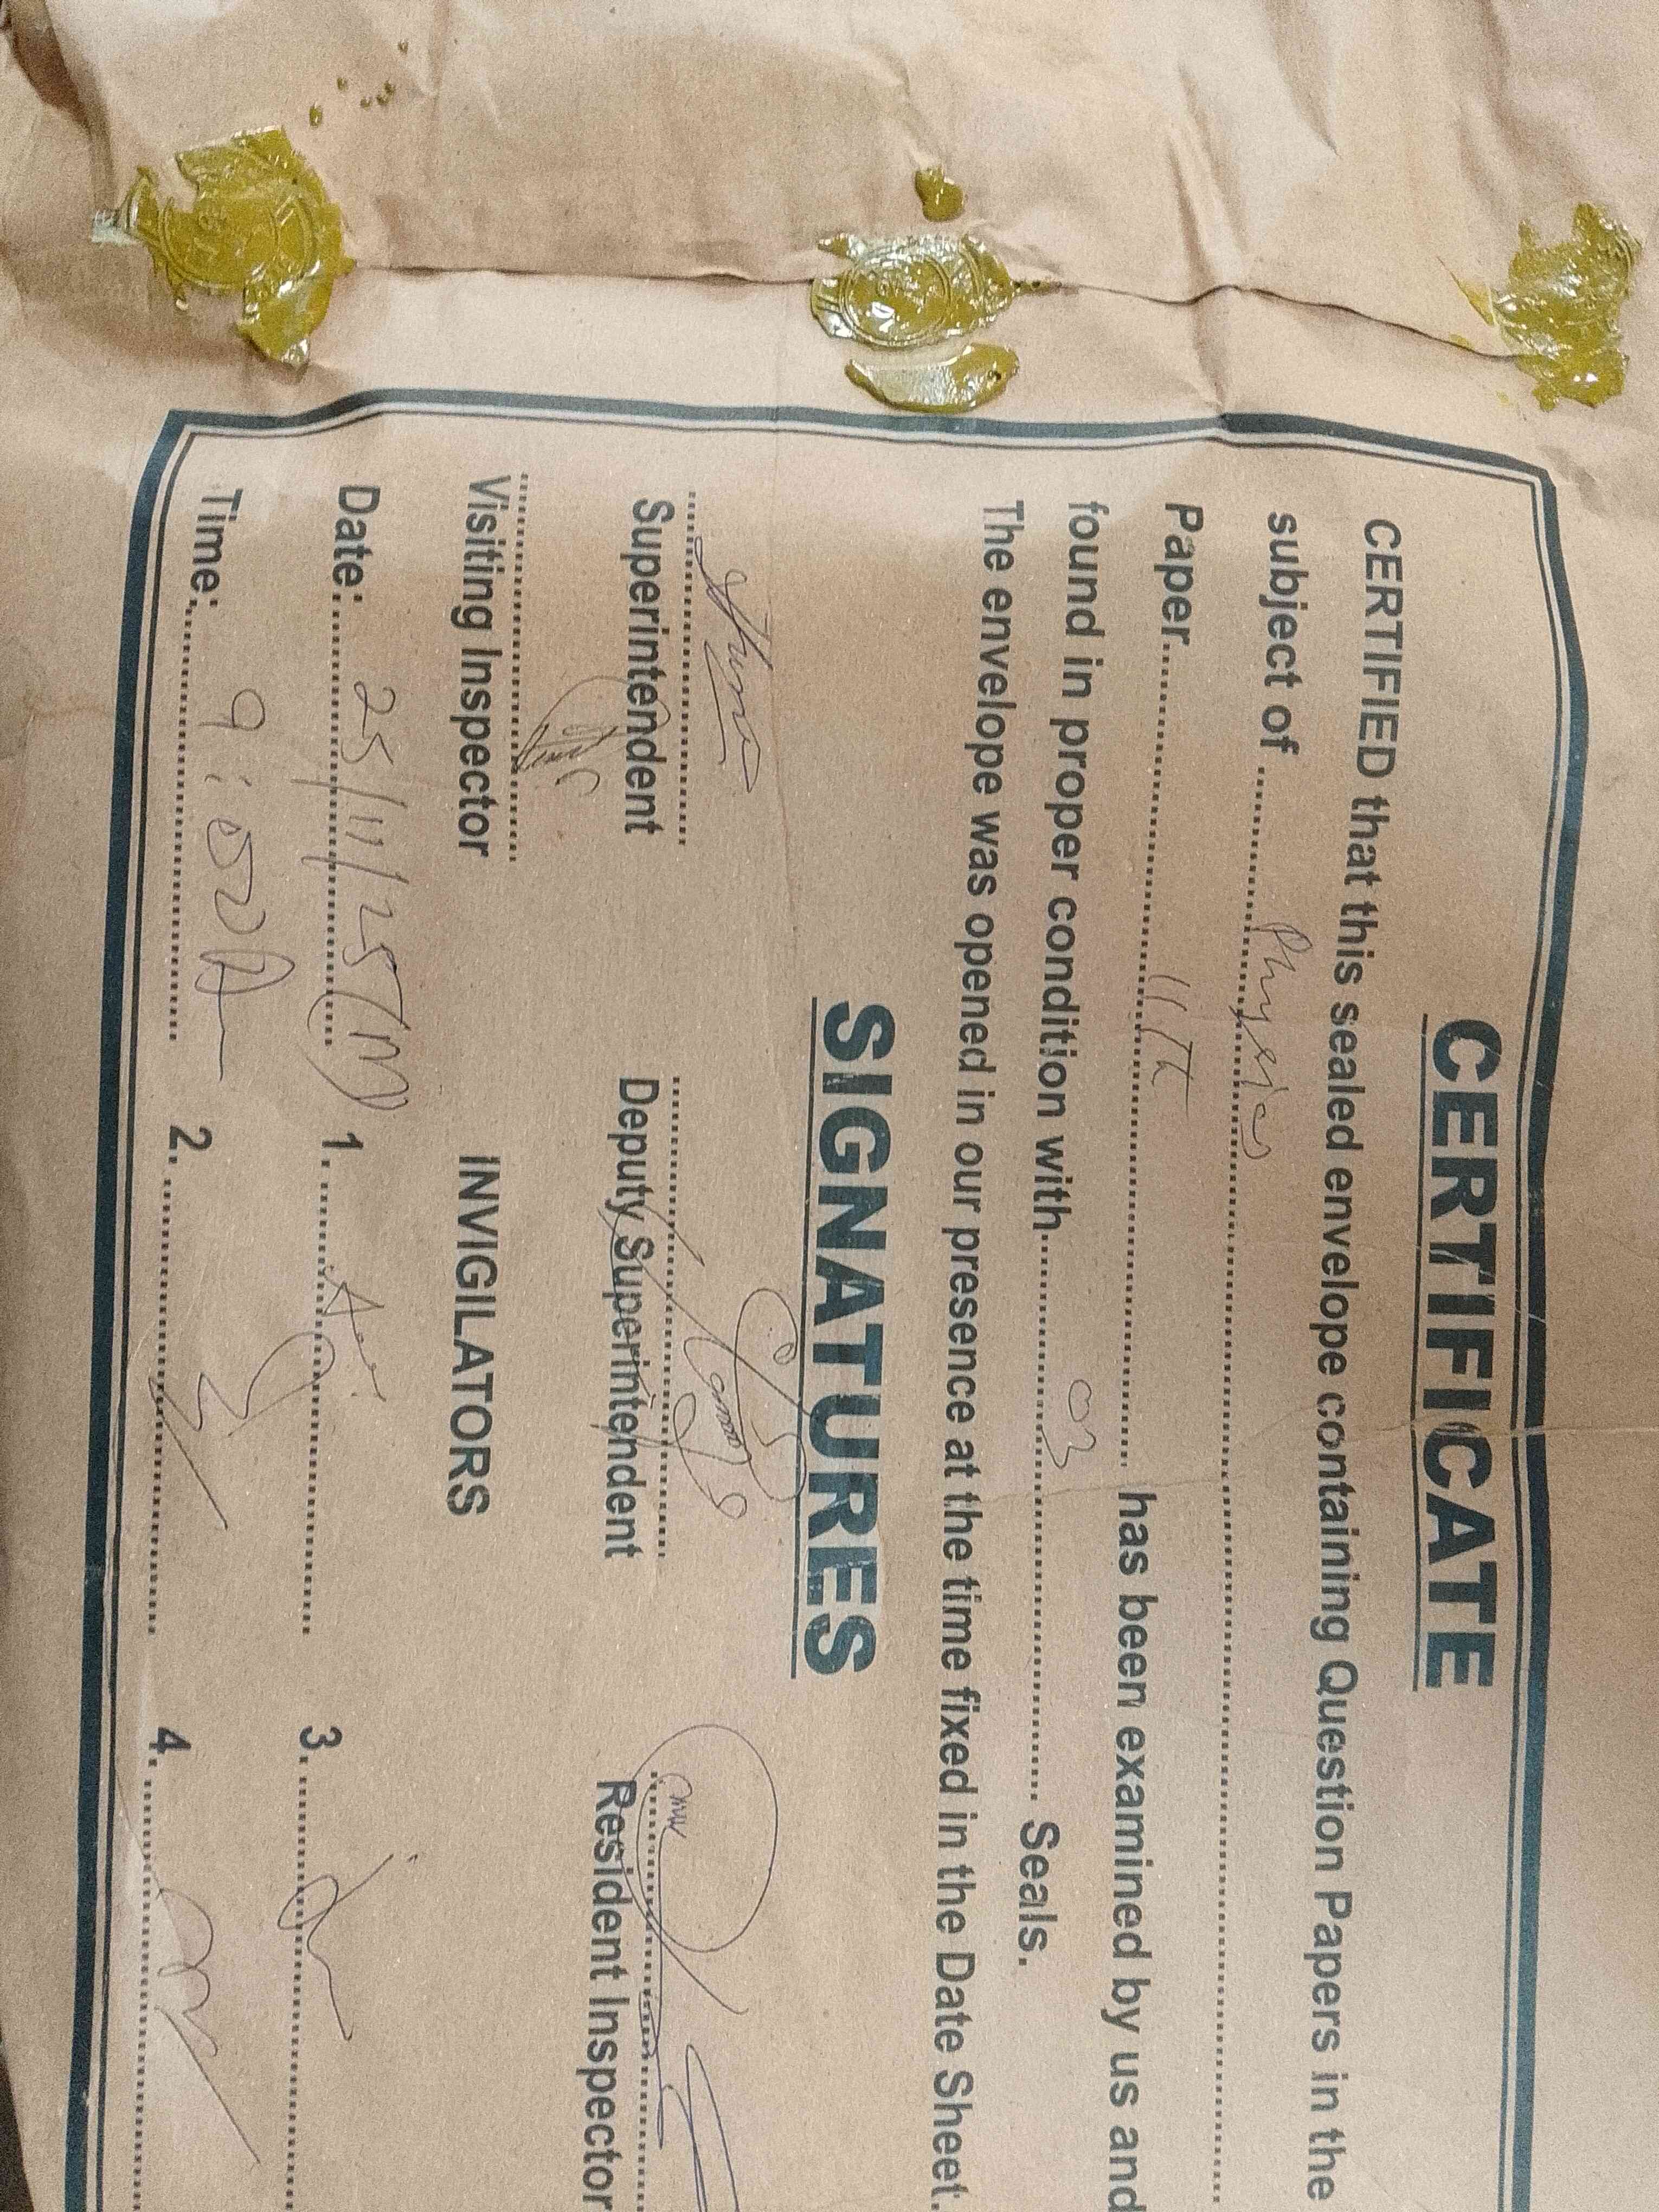 CERTIFICATE
CERTIFIED that this sealed envelope containing Question Papers in the
subject of ........ Physics ........
Paper........ 11th ........ has been examined by us and
found in proper condition with........ 03 ........ Seals.
The envelope was opened in our presence at the time fixed in the Date Sheet.
SIGNATURES
Superintendent Deputy Superintendent Resident Inspector
Visiting Inspector INVIGILATORS
Date: 25/11/25 (M) 1. 3.
Time: 9:05 2. 4.